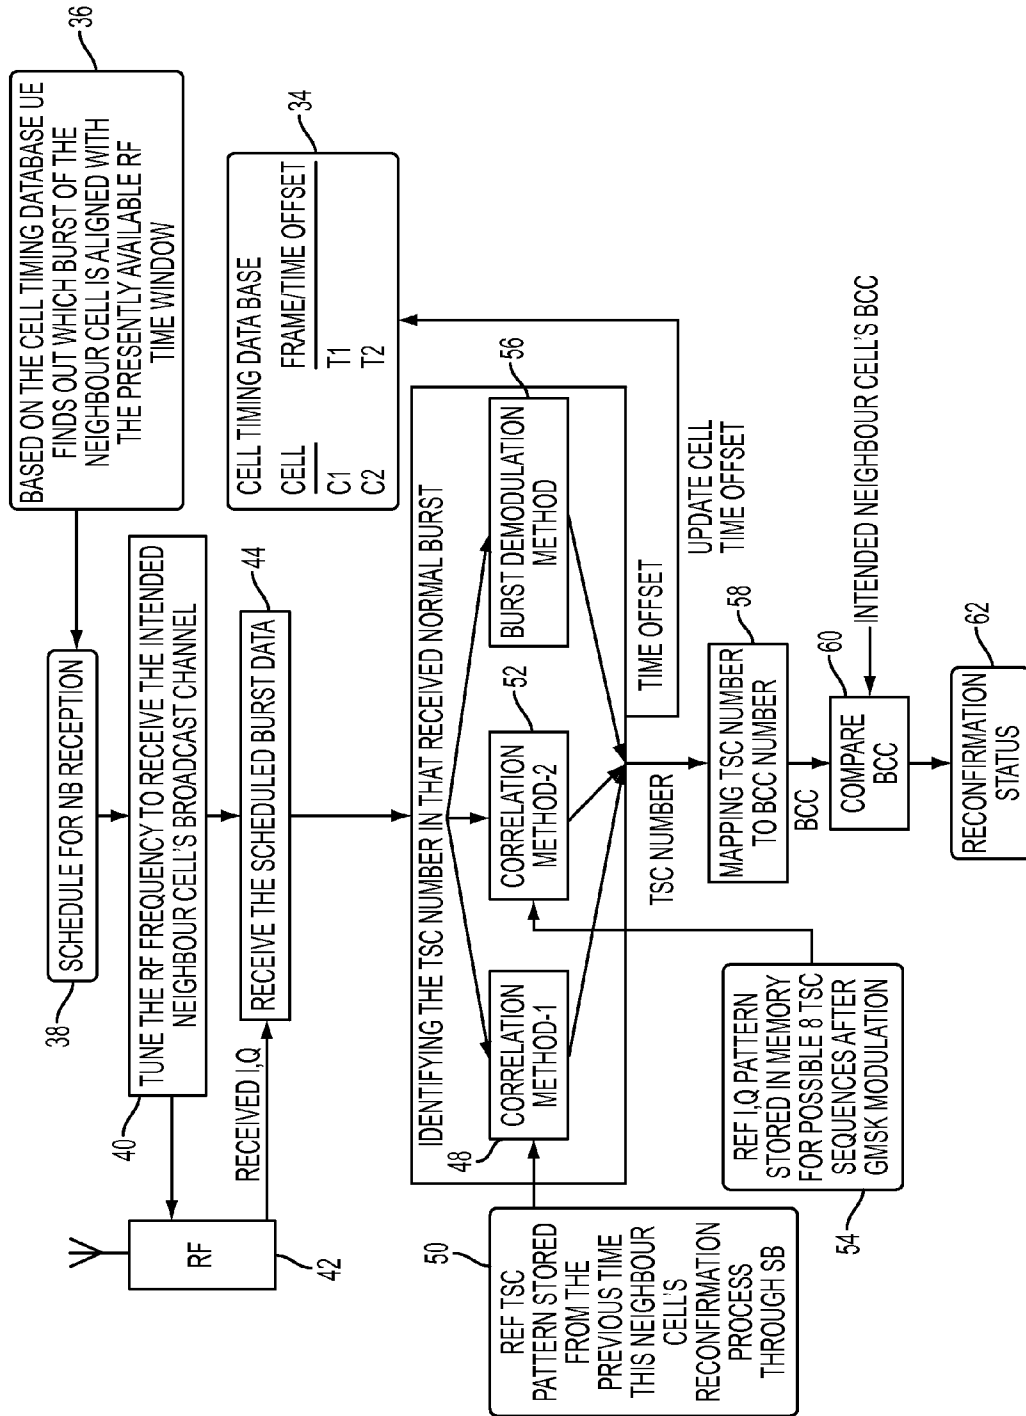 BASED ON THE CELL TIMING DATABASE UE
FINDS OUT WHICH BURST OF THE
NEIGHBOUR CELL IS ALIGNED WITH
THE PRESENTLY AVAILABLE RF
TIME WINDOW
36
SCHEDULE FOR NB RECEPTION
38
TUNE THE RF FREQUENCY TO RECEIVE THE INTENDED
NEIGHBOUR CELL'S BROADCAST CHANNEL
40
RF
42
RECEIVED I,Q
RECEIVE THE SCHEDULED BURST DATA
44
CELL TIMING DATA BASE
CELL FRAME/TIME OFFSET
C1 T1
C2 T2
34
IDENTIFYING THE TSC NUMBER IN THAT RECEIVED NORMAL BURST
CORRELATION
METHOD-1
48
CORRELATION
METHOD-2
52
BURST DEMODULATION
METHOD
56
REF TSC
PATTERN STORED
FROM THE
PREVIOUS TIME
THIS NEIGHBOUR
CELL'S
RECONFIRMATION
PROCESS
THROUGH SB
50
REF I,Q PATTERN
STORED IN MEMORY
FOR POSSIBLE 8 TSC
SEQUENCES AFTER
GMSK MODULATION
54
TSC NUMBER
TIME OFFSET
UPDATE CELL
TIME OFFSET
MAPPING TSC NUMBER
TO BCC NUMBER
58
BCC
COMPARE
BCC
60
INTENDED NEIGHBOUR CELL'S BCC
RECONFIRMATION
STATUS
62